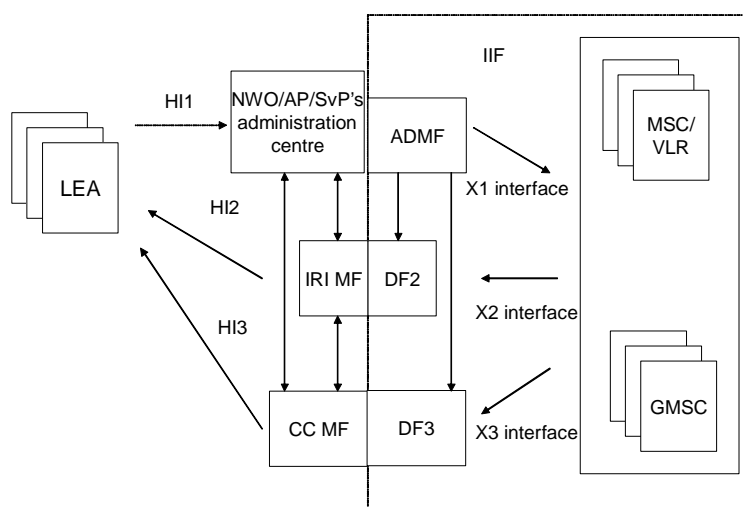 IIF
NWO/AP/SvP's
administration
centre
HI1
ADMF
MSC/
VLR
LEA
X1 interface
HI2
IRI MF
DF2
X2 interface
HI3
CC MF
DF3
X3 interface
GMSC